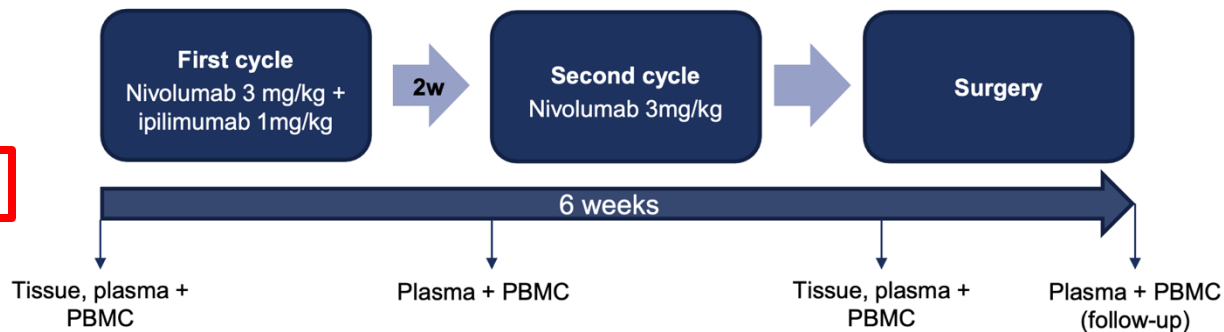 First cycle
Nivolumab 3 mg/kg +
ipilimumab 1mg/kg
2w
Second cycle
Nivolumab 3mg/kg
Surgery
6 weeks
Tissue, plasma +
PBMC
Plasma + PBMC
Tissue, plasma +
PBMC
Plasma + PBMC
(follow-up)